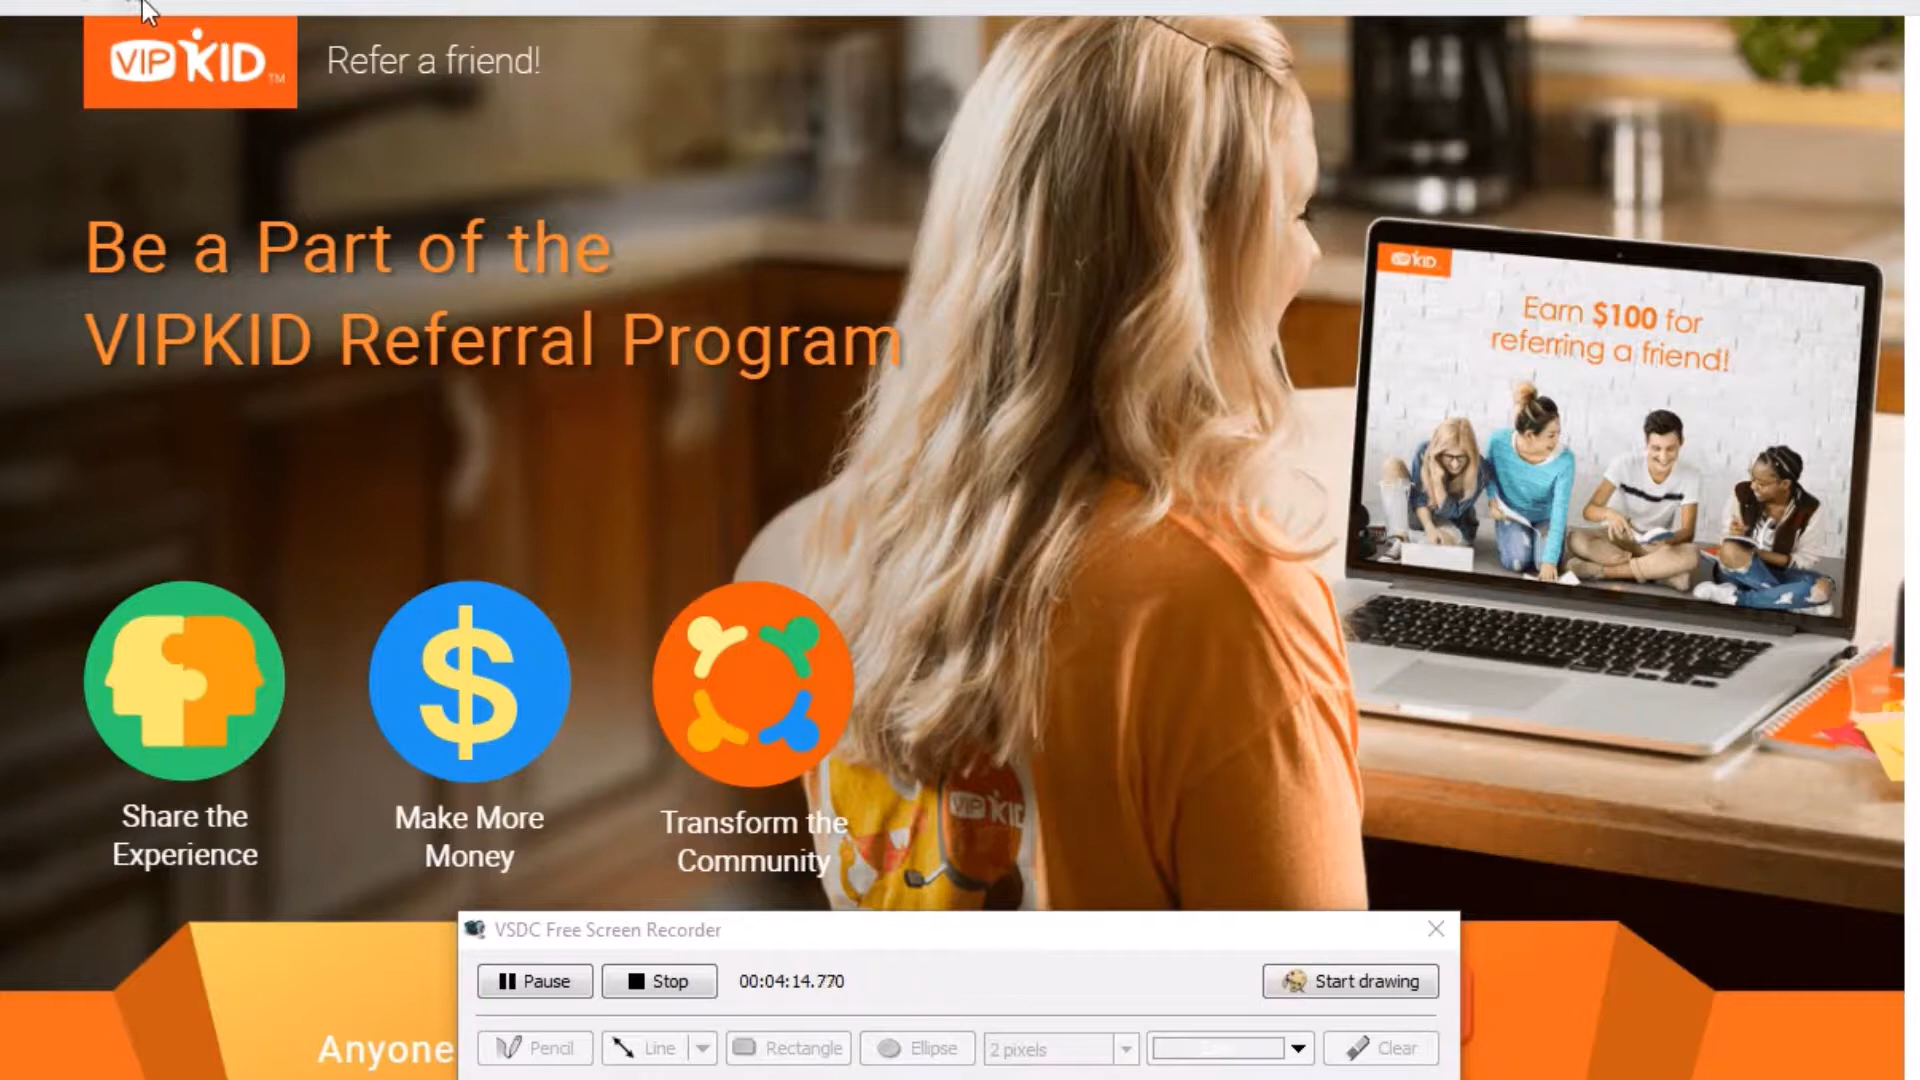 VIPKID™
Refer a friend!
Be a Part of the
VIPKID Referral Program
VIPKID
Earn $100 for
referring a friend!
Share the
Experience
Make More
Money
Transform the
Community
VIPKID
Anyone
VSDC Free Screen Recorder
Pause
Stop
00:04:14.770
Start drawing
Pencil
Line
Rectangle
Ellipse
2 pixels
Clear